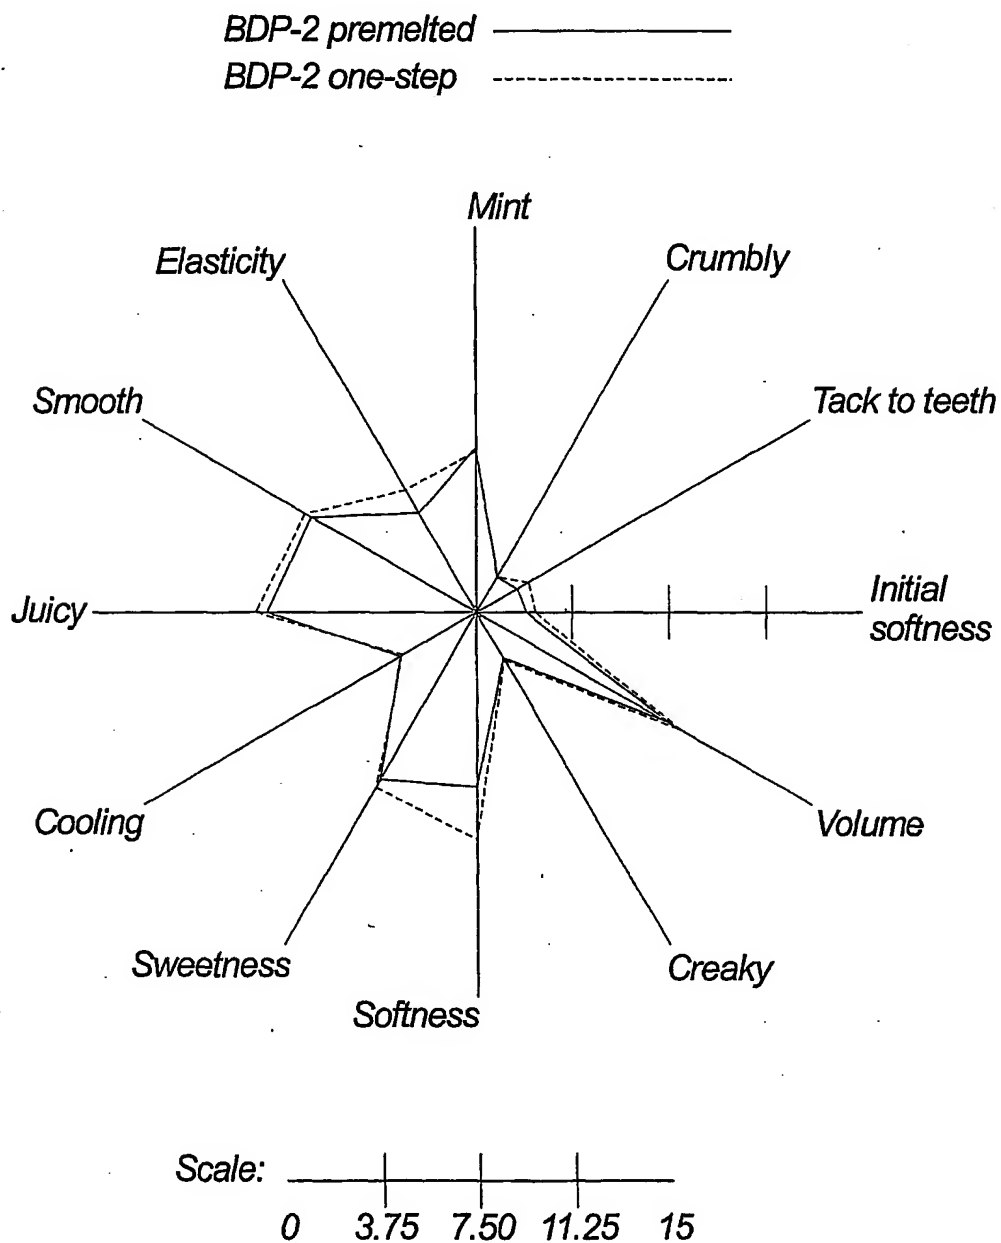 BDP-2 premelted
BDP-2 one-step
Mint
Elasticity
Crumbly
Smooth
Tack to teeth
Juicy
Initial
softness
Cooling
Volume
Sweetness
Creaky
Softness
Scale:
0 3.75 7.50 11.25 15